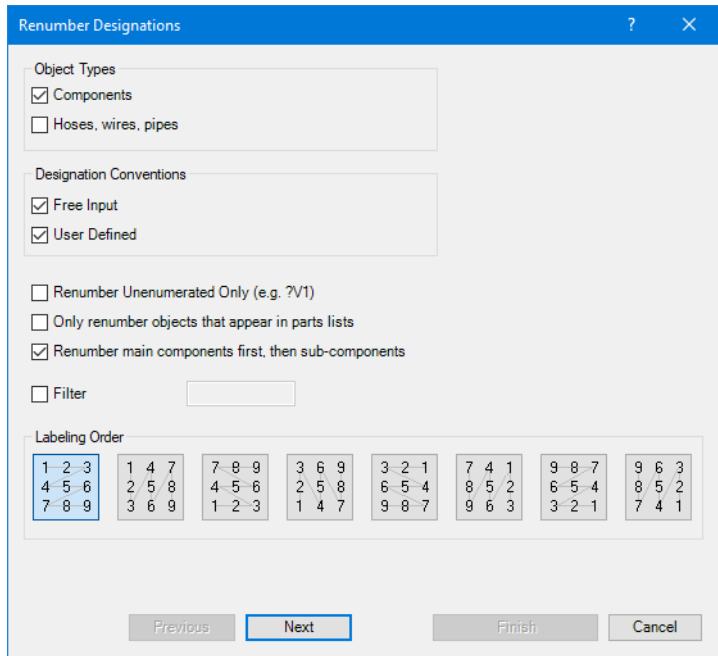 Renumber Designations ? ×
Object Types
Components
Hoses, wires, pipes
Designation Conventions
Free Input
User Defined
Renumber Unenumerated Only (e.g. ?V1)
Only renumber objects that appear in parts lists
Renumber main components first, then sub-components
Filter
Labeling Order
1 2 3 1 4 7 7 8 9 3 6 9 3 2 1 7 4 1 9 8 7 9 6 3
4 5 6 2 5 8 4 5 6 2 5 8 6 5 4 8 5 2 6 5 4 8 5 2
7 8 9 3 6 9 1 2 3 1 4 7 9 8 7 9 6 3 3 2 1 7 4 1
Previous Next Finish Cancel